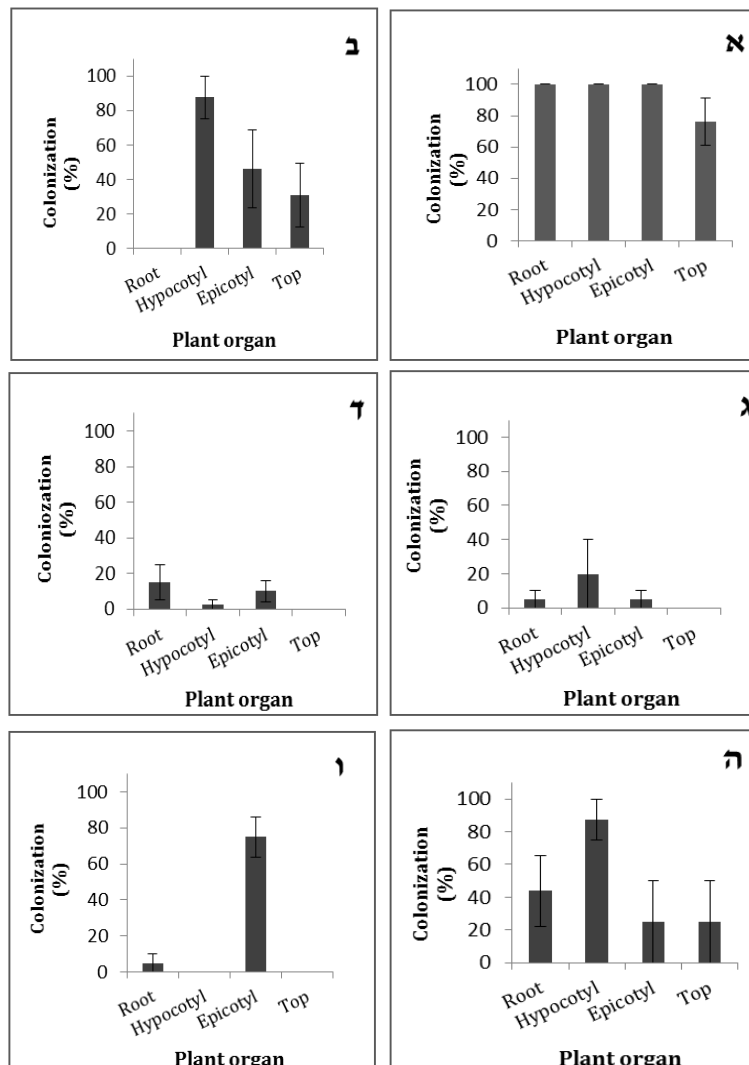 א
Colonization (%)
100
80
60
40
20
0
Root
Hypocotyl
Epicotyl
Top
Plant organ
ב
Colonization (%)
100
80
60
40
20
0
Root
Hypocotyl
Epicotyl
Top
Plant organ
ג
Colonization (%)
100
80
60
40
20
0
Root
Hypocotyl
Epicotyl
Top
Plant organ
ד
Coloniozation (%)
100
80
60
40
20
0
Root
Hypocotyl
Epicotyl
Top
Plant organ
ה
Colonization (%)
100
80
60
40
20
0
Root
Hypocotyl
Epicotyl
Top
Plant organ
ו
Colonization (%)
100
80
60
40
20
0
Root
Hypocotyl
Epicotyl
Top
Plant organ